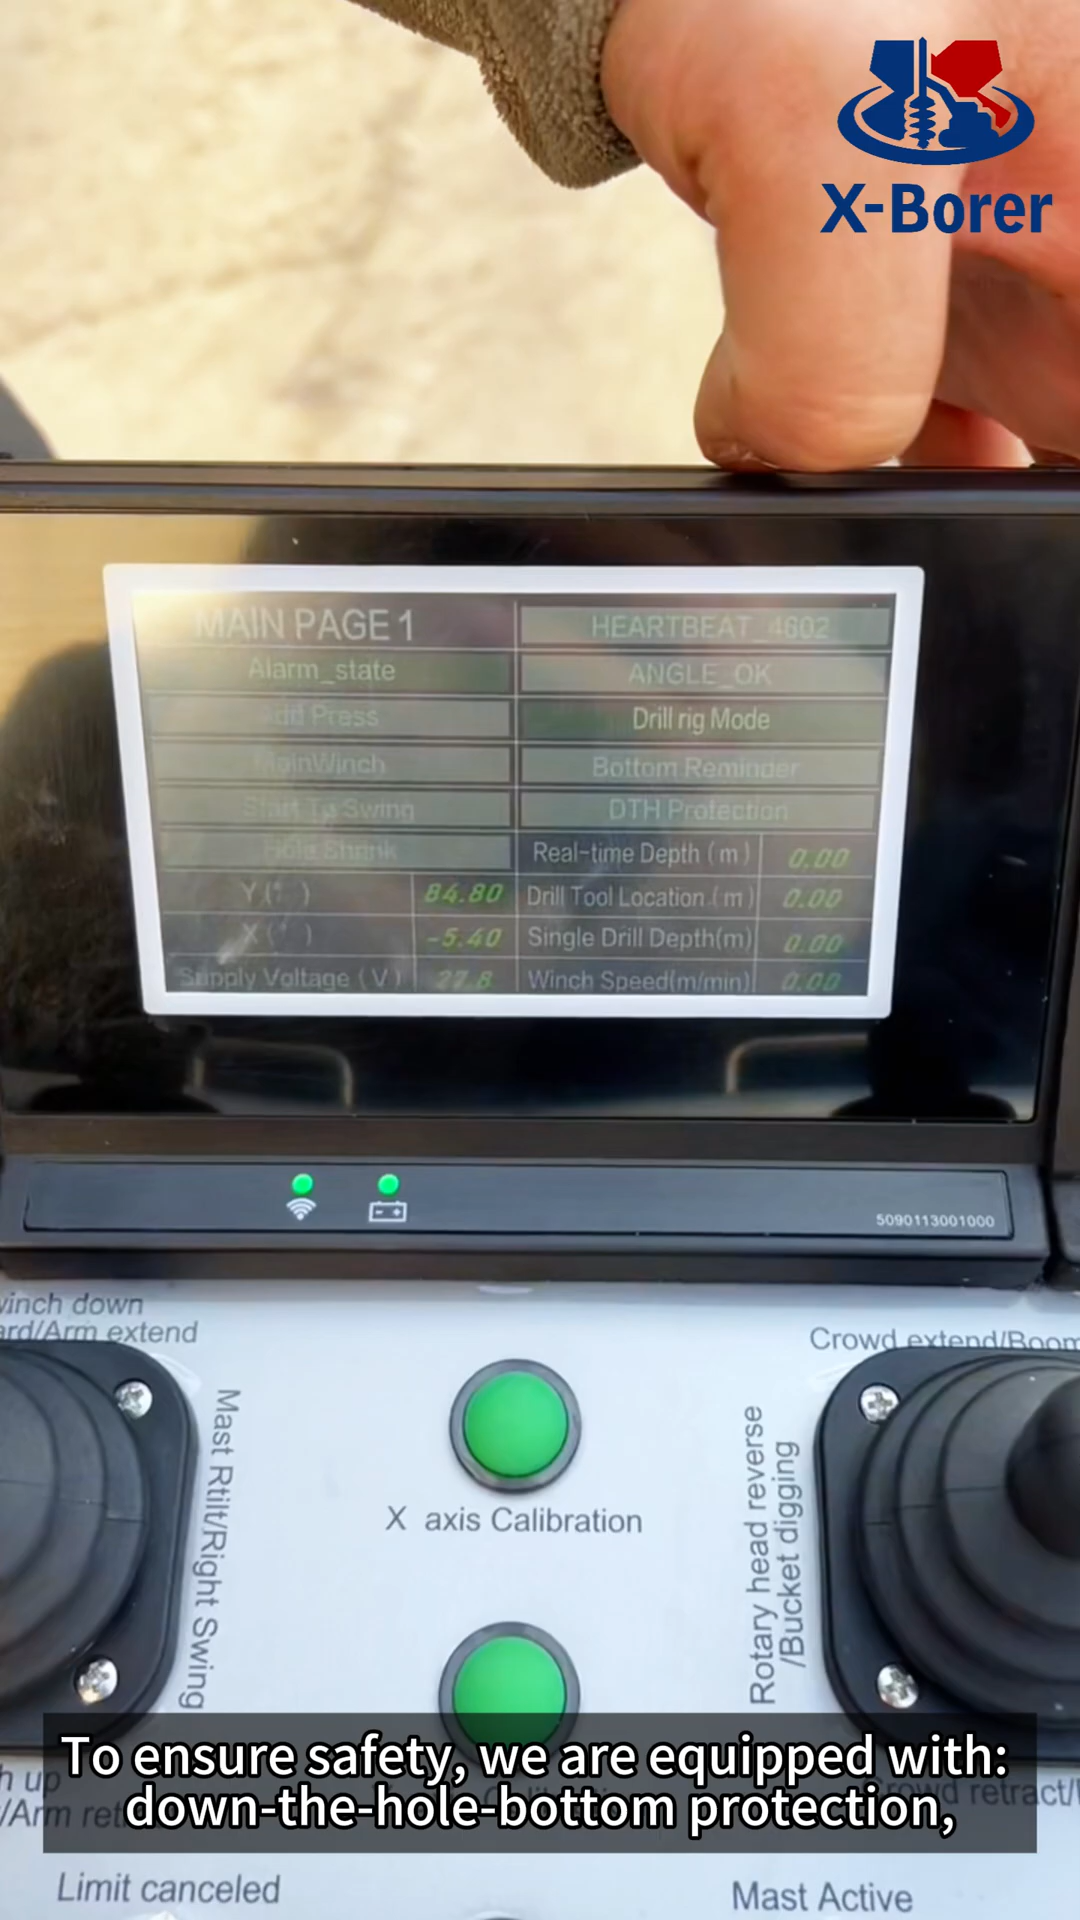 X-Borer
MAIN PAGE 1
HEARTBEAT_4602
Alarm_state
ANGLE_OK
Add Press
Drill rig Mode
MainWinch
Bottom Reminder
Start To Swing
DTH Protection
Hole Shrink
Real-time Depth (m)
0.00
Y(° )
84.80
Drill Tool Location (m)
0.00
X(° )
-5.40
Single Drill Depth(m)
0.00
Supply Voltage (V)
27.8
Winch Speed(m/min)
0.00
5090113001000
winch down
ard/Arm extend
Crowd extend/Boom
Mast Rtilt/Right Swing
X axis Calibration
Rotary head reverse
/Bucket digging
To ensure safety, we are equipped with:
down-the-hole-bottom protection,
h up
/Arm ret
Crowd retract/
Limit canceled
Mast Active